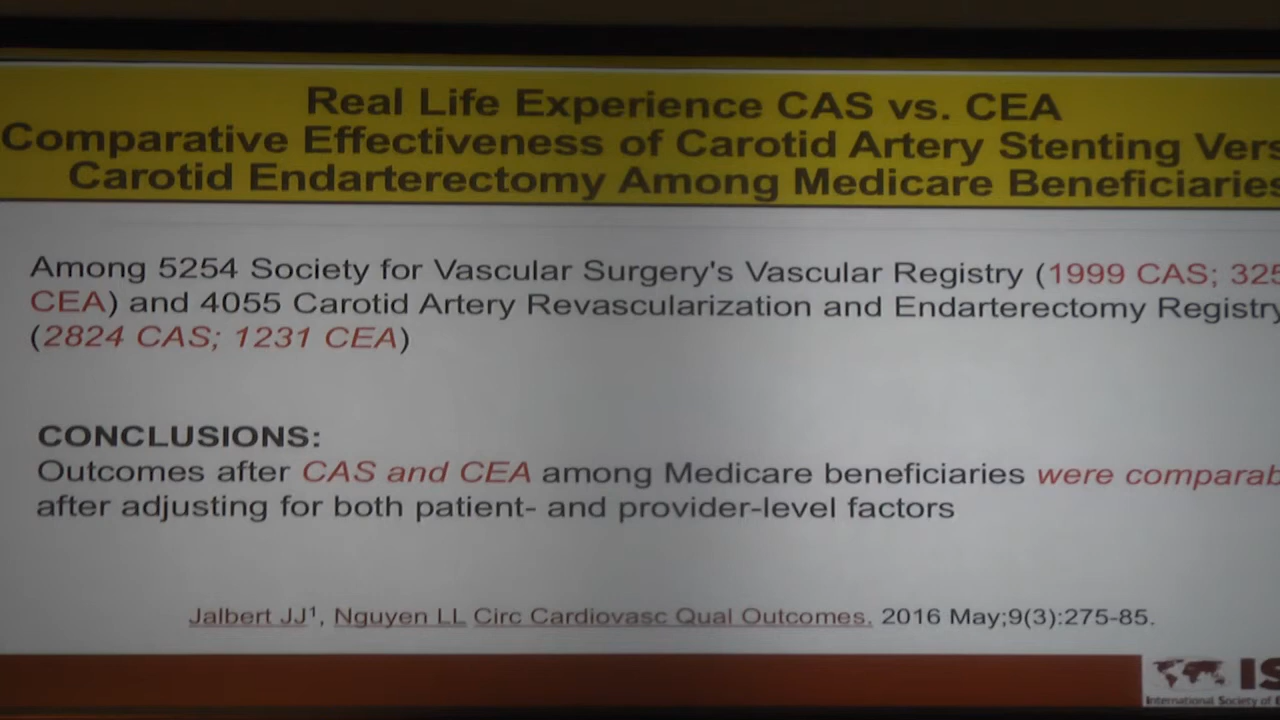 Real Life Experience CAS vs. CEA
Comparative Effectiveness of Carotid Artery Stenting Vers
Carotid Endarterectomy Among Medicare Beneficiaries
Among 5254 Society for Vascular Surgery's Vascular Registry (1999 CAS; 325
CEA) and 4055 Carotid Artery Revascularization and Endarterectomy Registry
(2824 CAS; 1231 CEA)
CONCLUSIONS:
Outcomes after CAS and CEA among Medicare beneficiaries were comparab
after adjusting for both patient- and provider-level factors
Jalbert JJ¹, Nguyen LL Circ Cardiovasc Qual Outcomes. 2016 May;9(3):275-85.
IS
International Society of